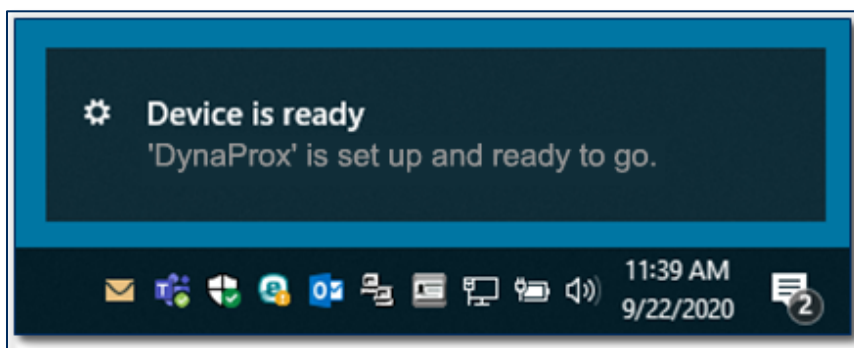 Device is ready
'DynaProx' is set up and ready to go.
11:39 AM
9/22/2020
2